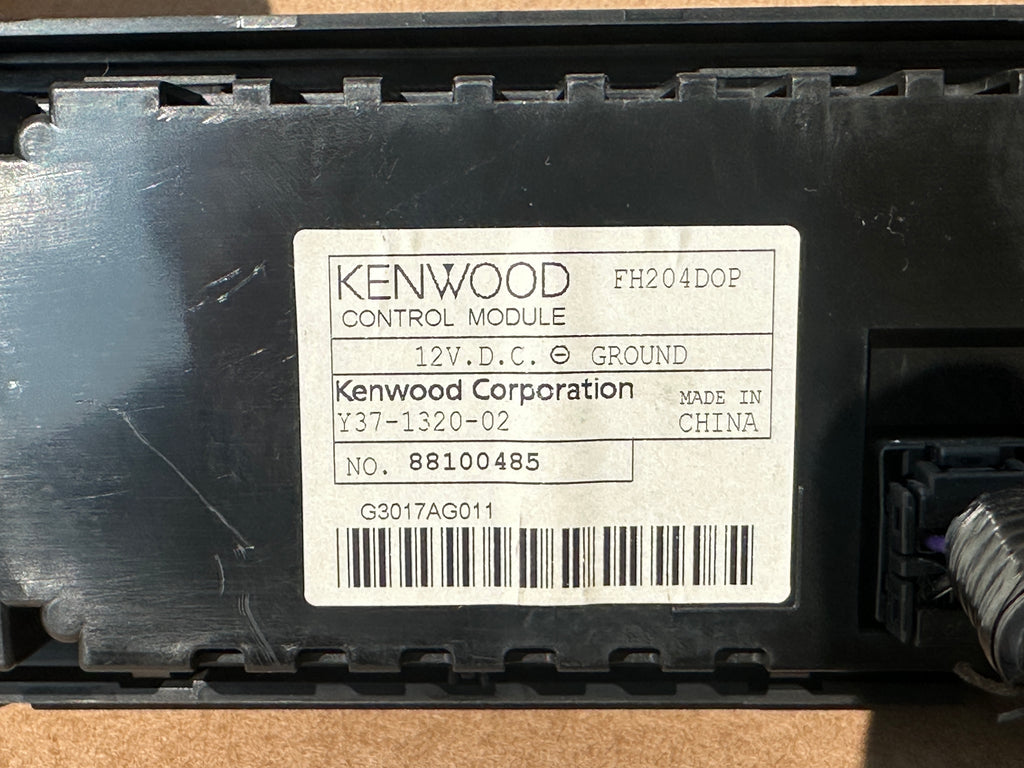 KENWOOD FH204DOP
CONTROL MODULE
12V.D.C. ⊖ GROUND
Kenwood Corporation MADE IN
Y37-1320-02 CHINA
NO. 88100485
G3017AG011